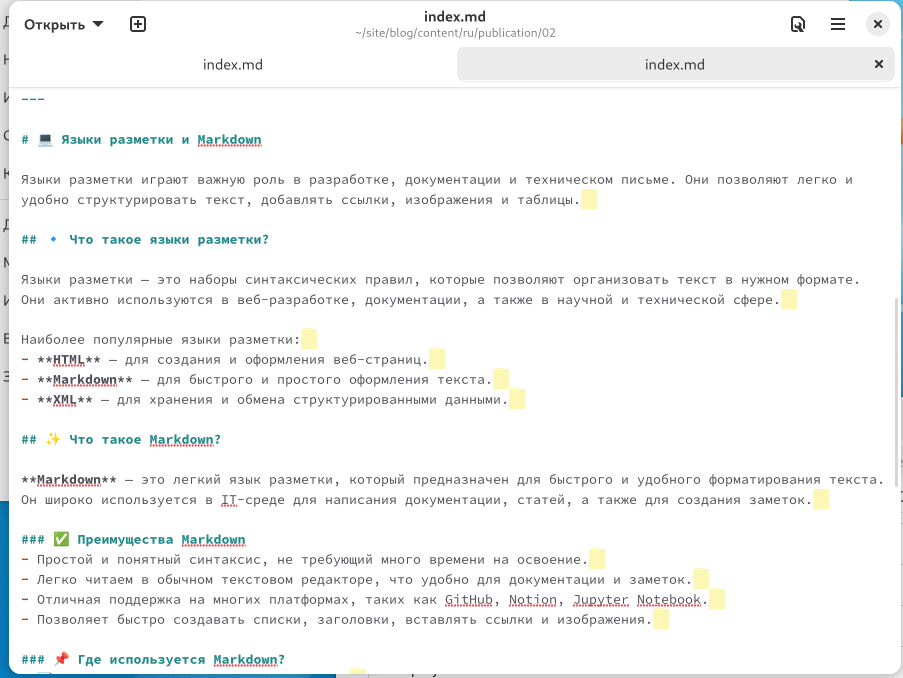 Открыть
index.md
~/site/blog/content/ru/publication/02
index.md
index.md
---
# 💻 Языки разметки и Markdown
Языки разметки играют важную роль в разработке, документации и техническом письме. Они позволяют легко и
удобно структурировать текст, добавлять ссылки, изображения и таблицы.
## 🔹 Что такое языки разметки?
Языки разметки — это наборы синтаксических правил, которые позволяют организовать текст в нужном формате.
Они активно используются в веб-разработке, документации, а также в научной и технической сфере.
Наиболее популярные языки разметки:
- **HTML** — для создания и оформления веб-страниц.
- **Markdown** — для быстрого и простого оформления текста.
- **XML** — для хранения и обмена структурированными данными.
## ✨ Что такое Markdown?
**Markdown** — это легкий язык разметки, который предназначен для быстрого и удобного форматирования текста.
Он широко используется в IT-среде для написания документации, статей, а также для создания заметок.
### ✅ Преимущества Markdown
- Простой и понятный синтаксис, не требующий много времени на освоение.
- Легко читаем в обычном текстовом редакторе, что удобно для документации и заметок.
- Отличная поддержка на многих платформах, таких как GitHub, Notion, Jupyter Notebook.
- Позволяет быстро создавать списки, заголовки, вставлять ссылки и изображения.
### 📌 Где используется Markdown?